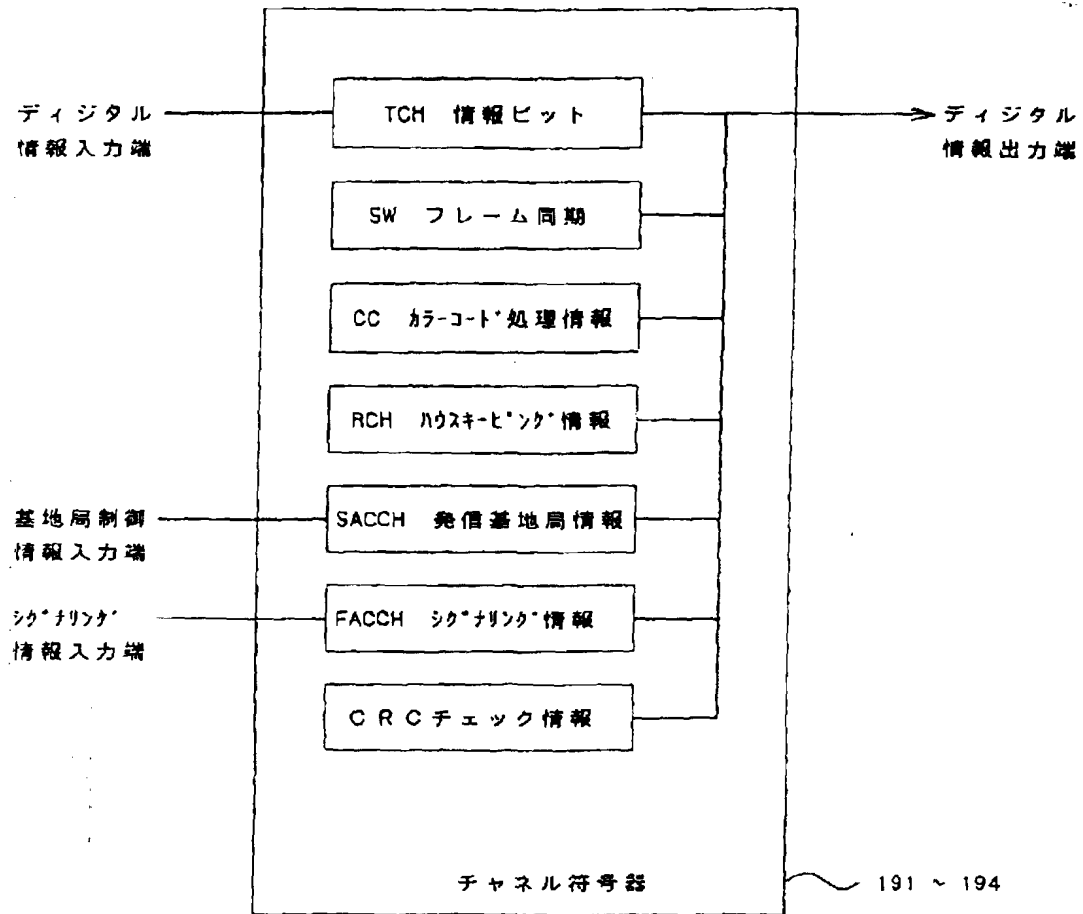 ディジタル
情報入力端
TCH 情報ビット
ディジタル
情報出力端
SW フレーム同期
CC カラーコード処理情報
RCH ハウスキーピング情報
基地局制御
情報入力端
SACCH 発信基地局情報
シグナリング
情報入力端
FACCH シグナリング情報
CRCチェック情報
チャネル符号器
191 ~ 194